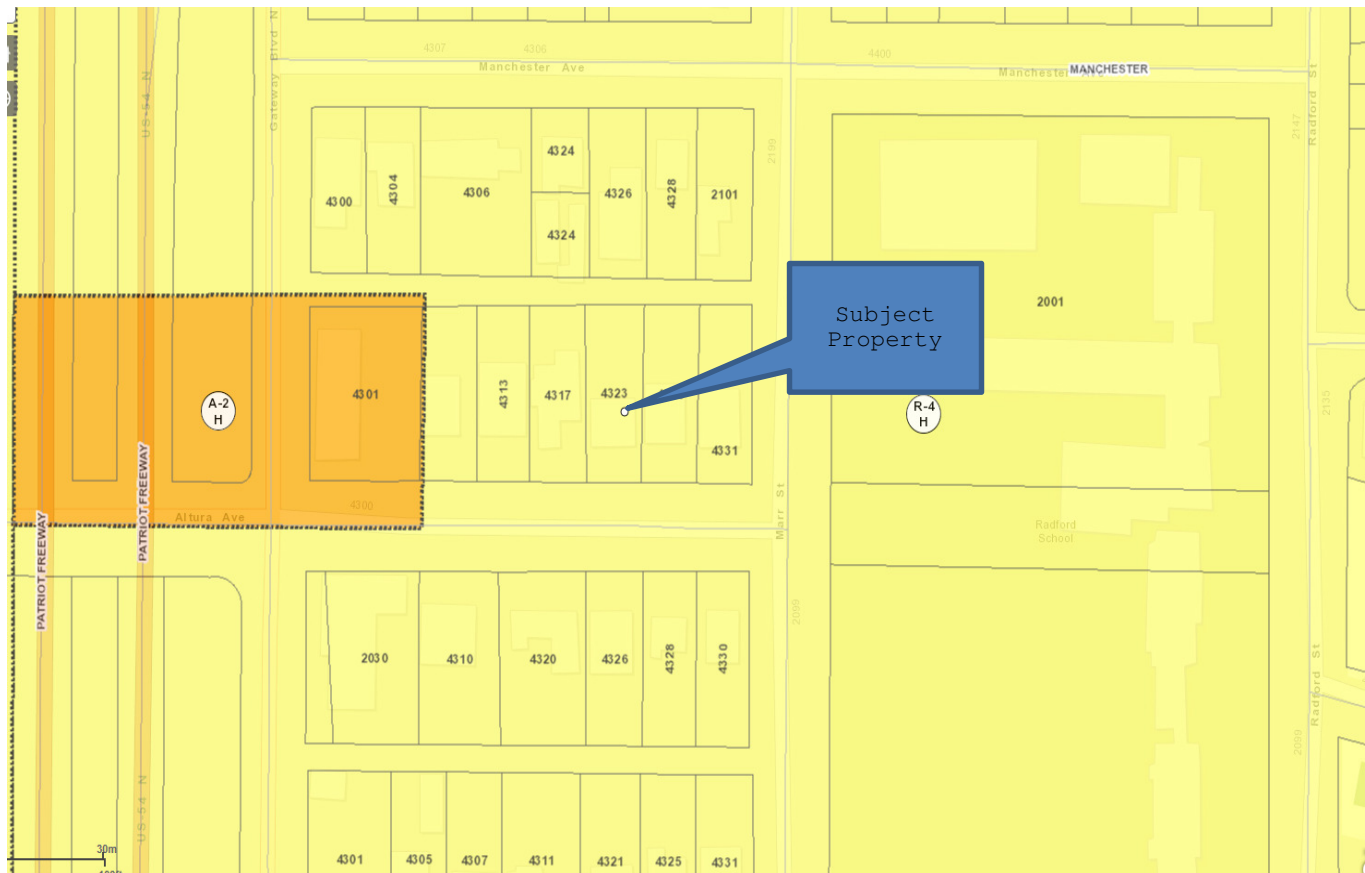 4307
4306
4400
Manchester Ave
Manchester Ave
MANCHESTER
US-54 N
Gateway Blvd N
Radford St
2199
2147
4300
4304
4306
4324
4324
4326
4328
2101
Subject
Property
2001
A-2
H
4301
4313
4317
4323
4331
R-4
H
2135
PATRIOT FREEWAY
PATRIOT FREEWAY
4300
Altura Ave
Marr St
Radford
School
2030
4310
4320
4326
4328
4330
2099
Radford St
2099
US-54 N
30m
4301
4305
4307
4311
4321
4325
4331